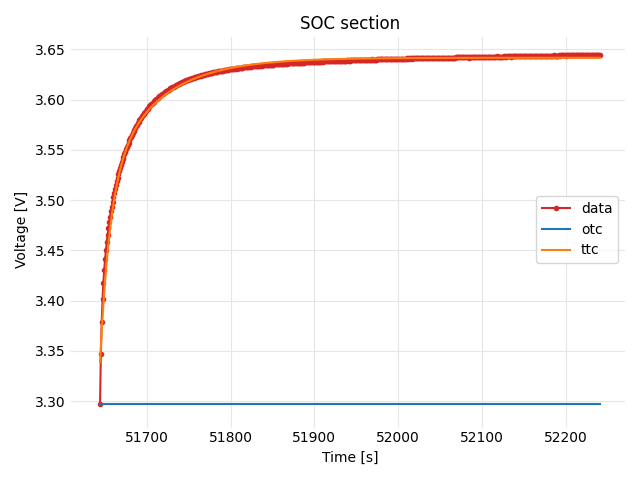 SOC section
3.65
3.60
3.55
3.50
3.45
3.40
3.35
3.30
Voltage [V]
data
otc
ttc
51700 51800 51900 52000 52100 52200
Time [s]